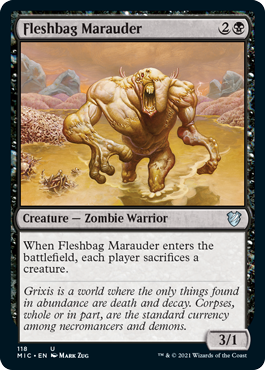 Fleshbag Marauder 2
Creature — Zombie Warrior
When Fleshbag Marauder enters the
battlefield, each player sacrifices a
creature.
Grixis is a world where the only things found
in abundance are death and decay. Corpses,
whole or in part, are the standard currency
among necromancers and demons.
3/1
118 U
MIC • EN Mark Zug
™ & © 2021 Wizards of the Coast